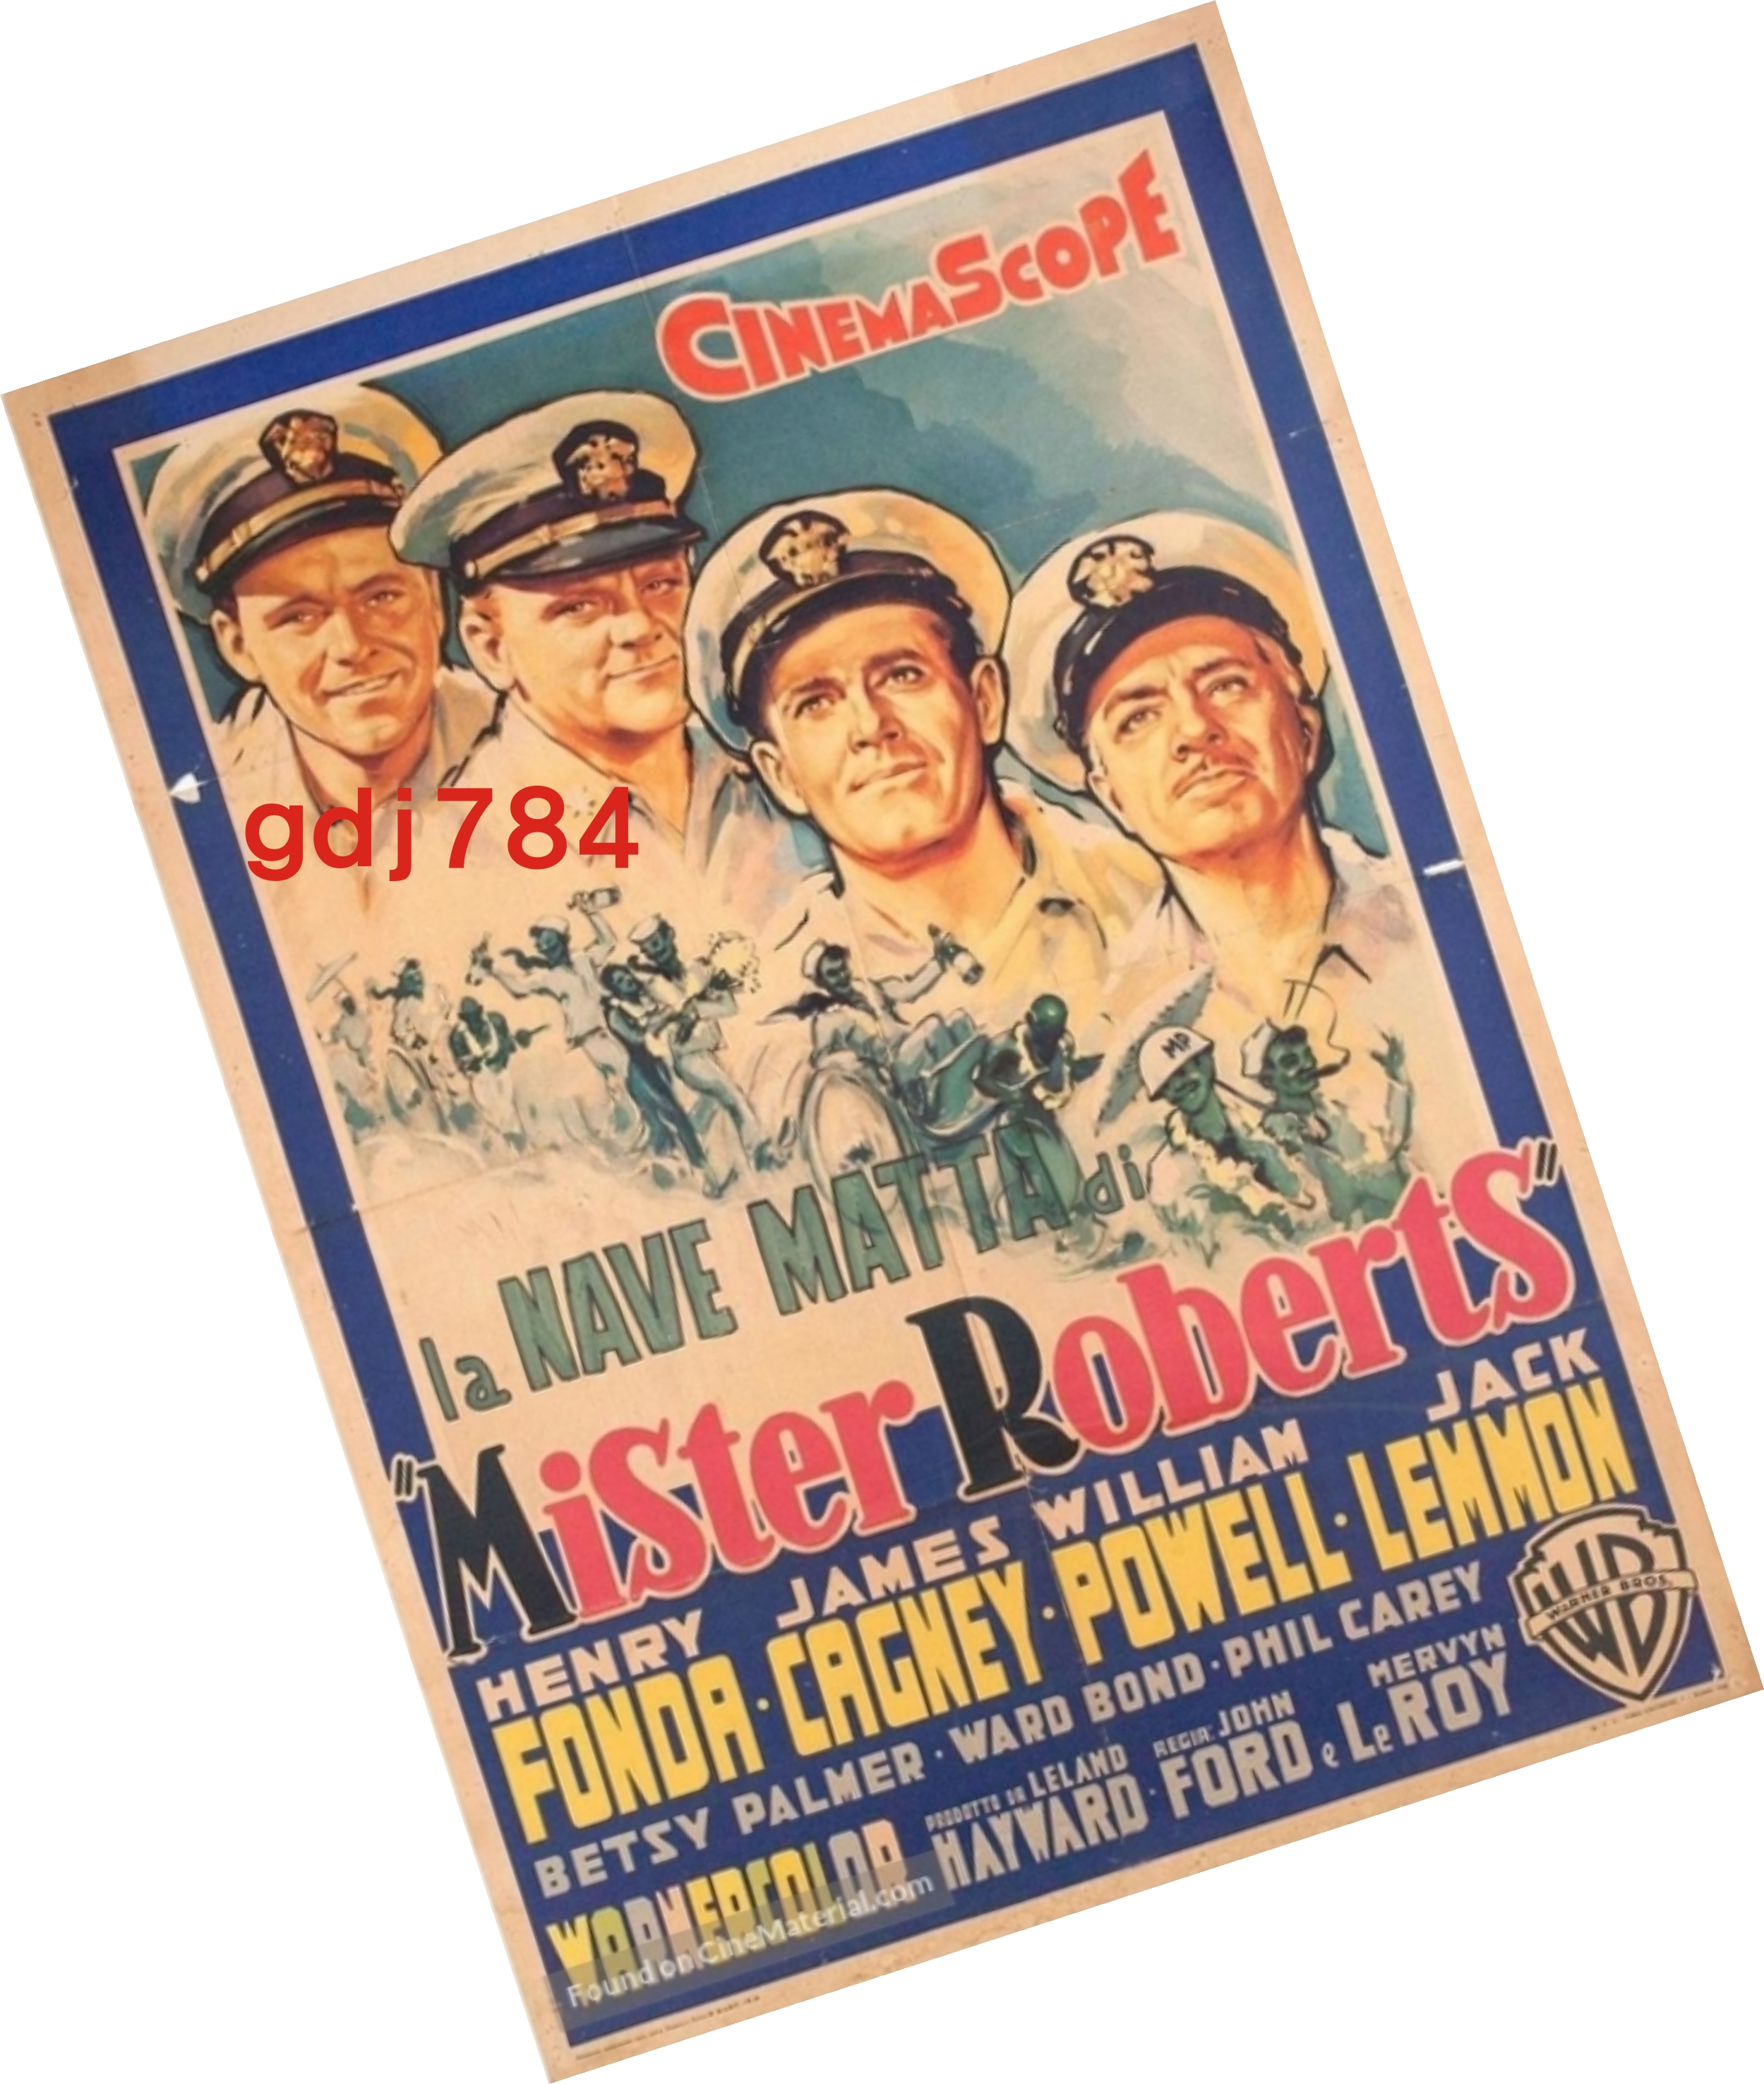 CINEMASCOPE
gdj784
MP
la NAVE MATTA di
"MiSter RobertS"
HENRY JAMES WILLIAM JACK
FONDA · CAGNEY · POWELL · LEMMON
BETSY PALMER · WARD BOND · PHIL CAREY
WARNERCOLOR
PRODOTTO DA LELAND HAYWARD · REGIA: JOHN FORD e MERVYN LeROY
WB
WARNER BROS.
Found on CineMaterial.com